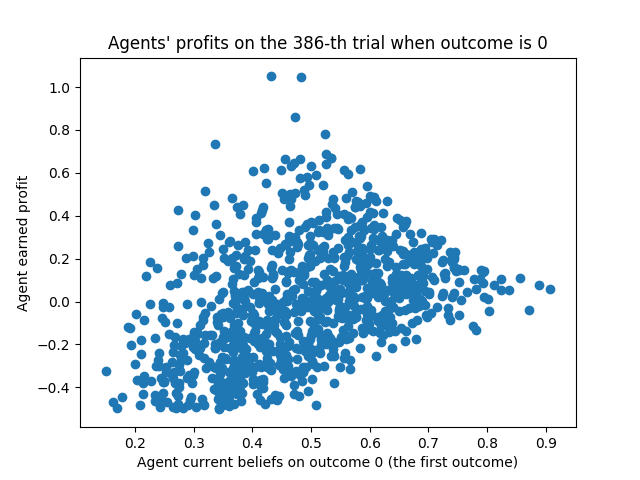 Agents' profits on the 386-th trial when outcome is 0
1.0
0.8
0.6
0.4
0.2
0.0
−0.2
−0.4
Agent earned profit
0.2 0.3 0.4 0.5 0.6 0.7 0.8 0.9
Agent current beliefs on outcome 0 (the first outcome)